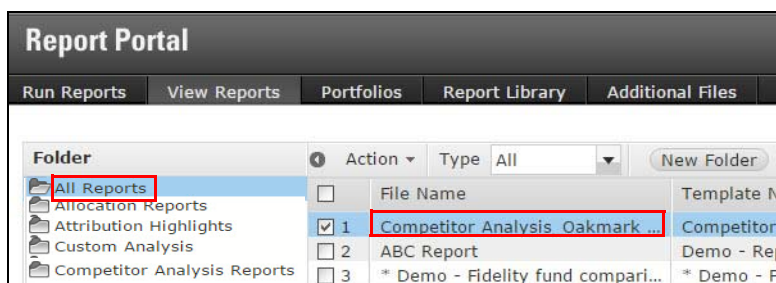 Report Portal
Run Reports View Reports Portfolios Report Library Additional Files
Folder Action Type All New Folder
All Reports File Name Template N
Allocation Reports
Attribution Highlights 1 Competitor Analysis Oakmark ... Competitor
Custom Analysis 2 ABC Report Demo - Rep
Competitor Analysis Reports 3 * Demo - Fidelity fund compari... * Demo - F